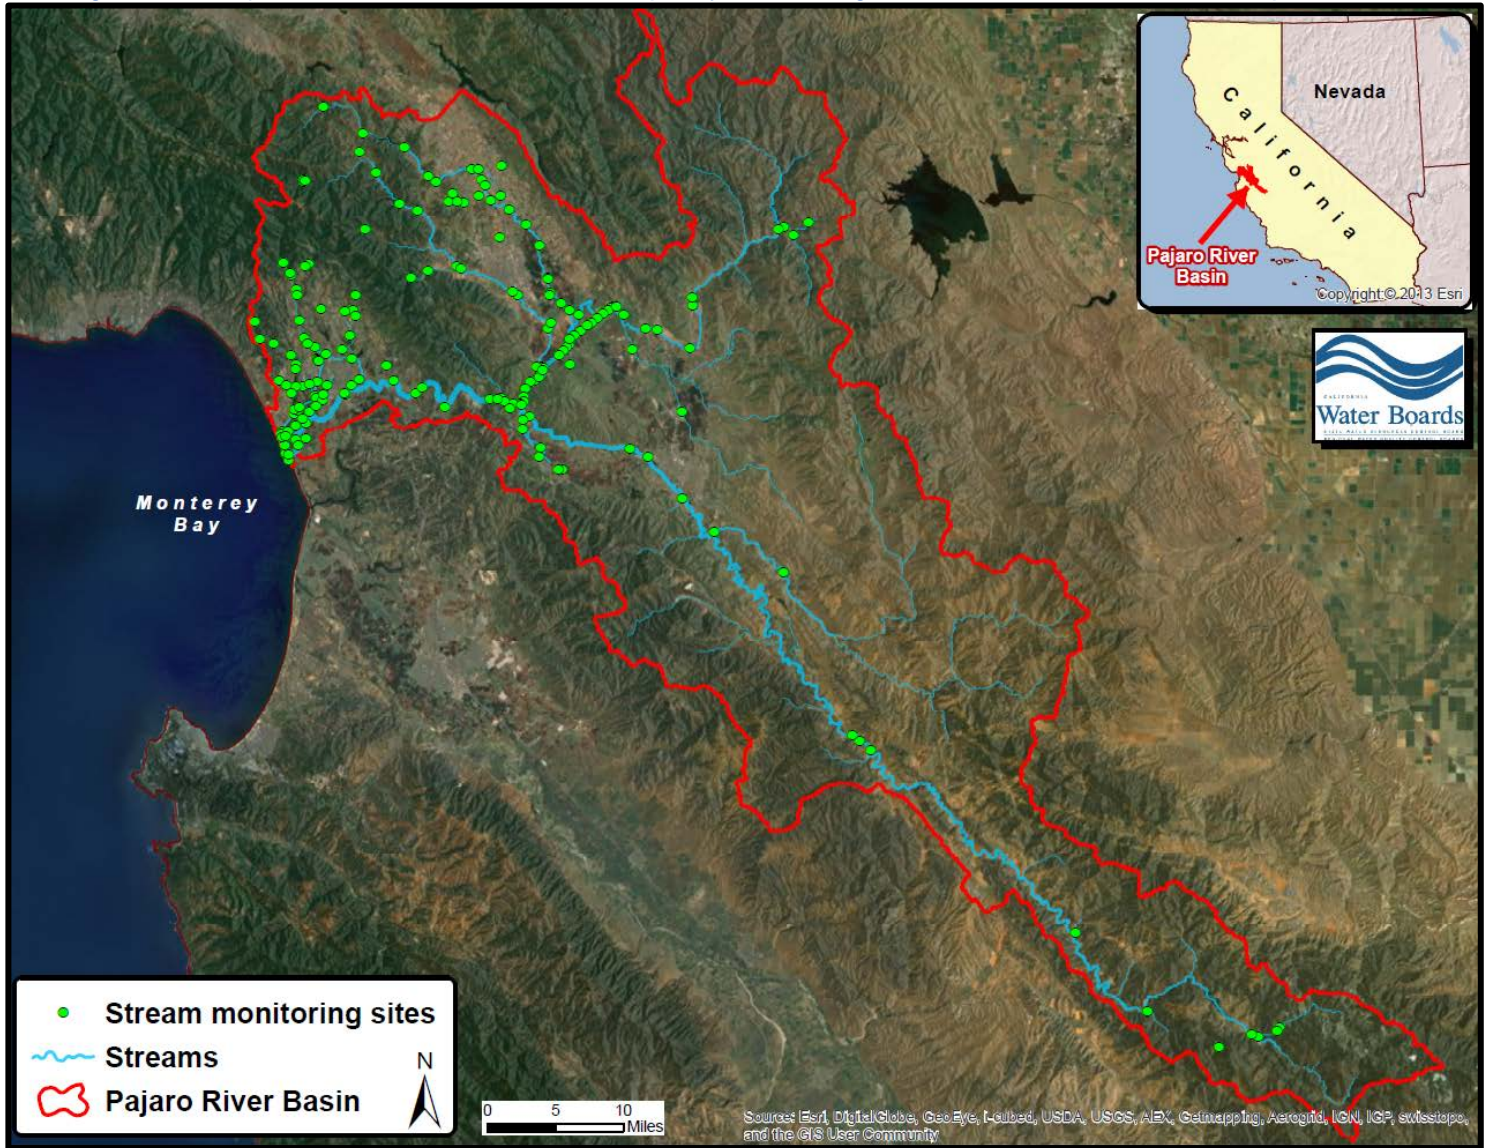 California
Nevada
Pajaro River
Basin
Copyright:© 2013 Esri
CALIFORNIA
Water Boards
Monterey
Bay
Stream monitoring sites
Streams
Pajaro River Basin
N
0 5 10
Miles
Source: Esri, DigitalGlobe, GeoEye, i-cubed, USDA, USGS, AEX, Getmapping, Aerogrid, IGN, IGP, swisstopo,
and the GIS User Community